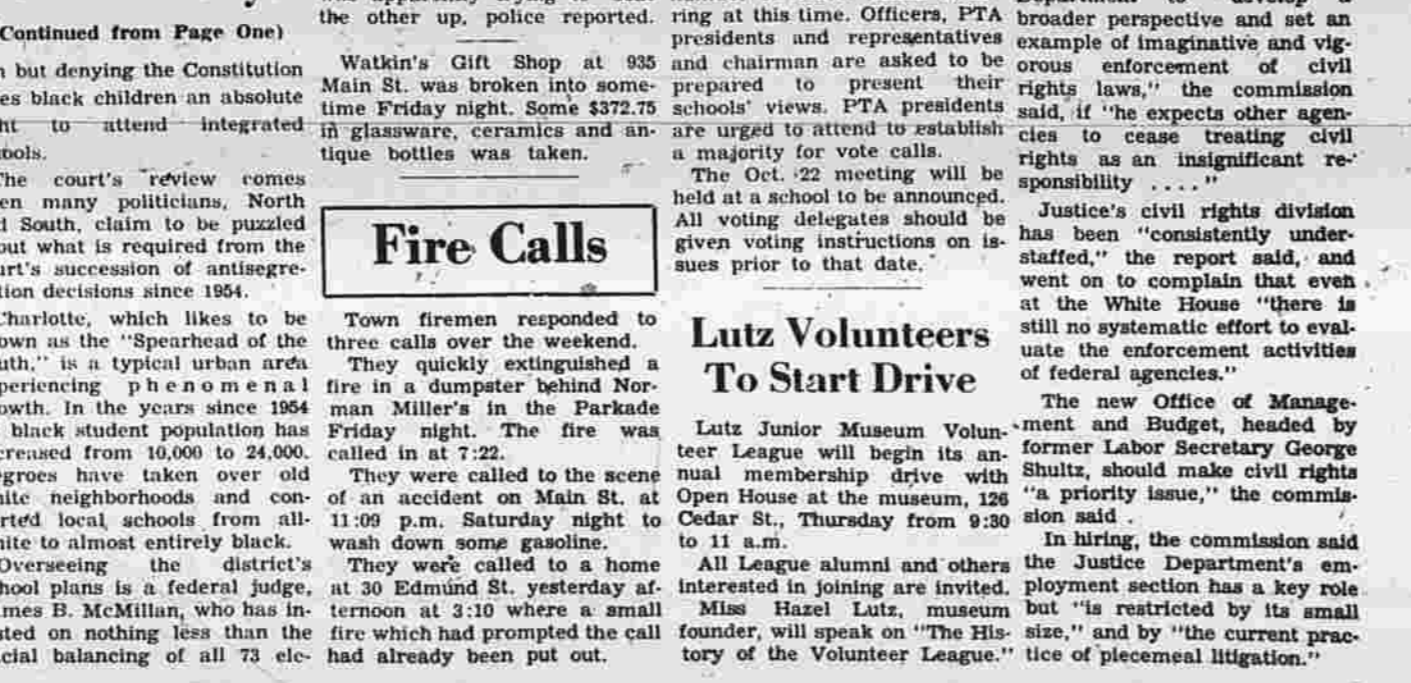 Continued from Page One)
but denying the Constitution
es black children an absolute
ht to attend integrated
ools.
The court's review comes
en many politicians, North
d South, claim to be puzzled
out what is required from the
urt's succession of antisegre-
tion decisions since 1954.
Charlotte, which likes to be
own as the "Spearhead of the
uth," is a typical urban area
periencing phenomenal
owth. In the years since 1954
black student population has
creased from 10,000 to 24,000.
egroes have taken over old
hite neighborhoods and con-
rted local schools from all-
hite to almost entirely black.
Overseeing the district's
hool plans is a federal judge,
mes B. McMillan, who has in-
sted on nothing less than the
cial balancing of all 73 ele-
the other up, police reported.
Watkin's Gift Shop at 935
Main St. was broken into some-
time Friday night. Some $372.75
in glassware, ceramics and an-
tique bottles was taken.
Fire Calls
Town firemen responded to
three calls over the weekend.
They quickly extinguished a
fire in a dumpster behind Nor-
man Miller's in the Parkade
Friday night. The fire was
called in at 7:22.
They were called to the scene
of an accident on Main St. at
11:09 p.m. Saturday night to
wash down some gasoline.
They were called to a home
at 30 Edmund St. yesterday af-
ternoon at 3:10 where a small
fire which had prompted the call
had already been put out.
ring at this time. Officers, PTA
presidents and representatives
and chairman are asked to be
prepared to present their
schools' views. PTA presidents
are urged to attend to establish
a majority for vote calls.
The Oct. 22 meeting will be
held at a school to be announced.
All voting delegates should be
given voting instructions on is-
sues prior to that date.
Lutz Volunteers
To Start Drive
Lutz Junior Museum Volun-
teer League will begin its an-
nual membership drive with
Open House at the museum, 126
Cedar St., Thursday from 9:30
to 11 a.m.
All League alumni and others
interested in joining are invited.
Miss Hazel Lutz, museum
founder, will speak on "The His-
tory of the Volunteer League."
broader perspective and set an
example of imaginative and vig-
orous enforcement of civil
rights laws," the commission
said, if "he expects other agen-
cies to cease treating civil
rights as an insignificant re-
sponsibility . . . ."
Justice's civil rights division
has been "consistently under-
staffed," the report said, and
went on to complain that even
at the White House "there is
still no systematic effort to eval-
uate the enforcement activities
of federal agencies."
The new Office of Manage-
ment and Budget, headed by
former Labor Secretary George
Shultz, should make civil rights
"a priority issue," the commis-
sion said .
In hiring, the commission said
the Justice Department's em-
ployment section has a key role
but "is restricted by its small
size," and by "the current prac-
tice of piecemeal litigation."